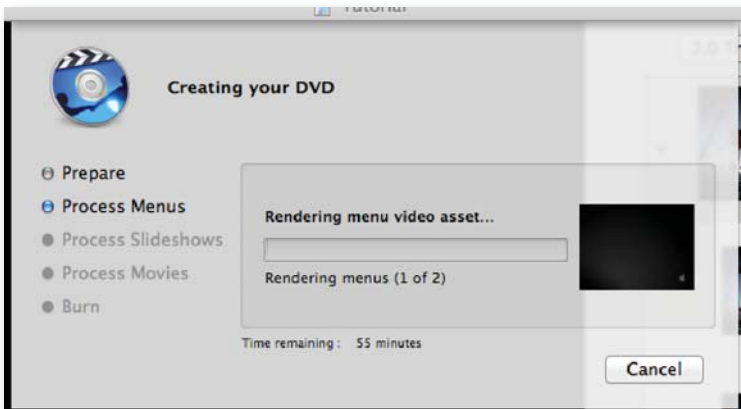 Tutorial
Creating your DVD
Prepare
Process Menus
Process Slideshows
Process Movies
Burn
Rendering menu video asset...
Rendering menus (1 of 2)
Time remaining : 55 minutes
Cancel